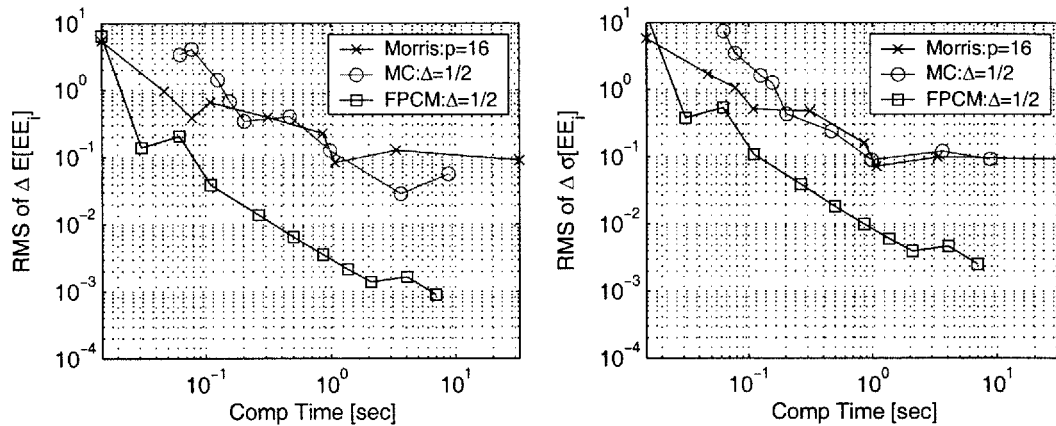 10^1
10^0
10^-1
10^-2
10^-3
10^-4
RMS of Δ E[EE_i]
Morris:p=16
MC:Δ=1/2
FPCM:Δ=1/2
10^-1
10^0
10^1
Comp Time [sec]
10^1
10^0
10^-1
10^-2
10^-3
10^-4
RMS of Δ σ[EE_i]
Morris:p=16
MC:Δ=1/2
FPCM:Δ=1/2
10^-1
10^0
10^1
Comp Time [sec]